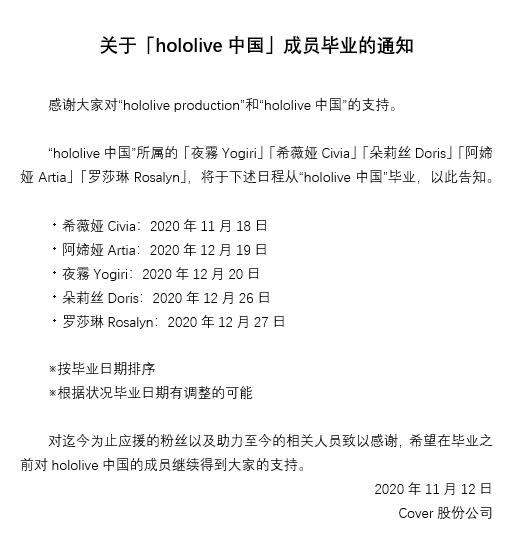 关于「hololive 中国」成员毕业的通知
感谢大家对“hololive production”和“hololive 中国”的支持。
“hololive 中国”所属的「夜霧 Yogiri」「希薇娅 Civia」「朵莉丝 Doris」「阿媂
娅 Artia」「罗莎琳 Rosalyn」，将于下述日程从“hololive 中国”毕业，以此告知。
・希薇娅 Civia：2020 年 11 月 18 日
・阿媂娅 Artia：2020 年 12 月 19 日
・夜霧 Yogiri：2020 年 12 月 20 日
・朵莉丝 Doris：2020 年 12 月 26 日
・罗莎琳 Rosalyn：2020 年 12 月 27 日
※按毕业日期排序
※根据状况毕业日期有调整的可能
对迄今为止应援的粉丝以及助力至今的相关人员致以感谢，希望在毕业之
前对 hololive 中国的成员继续得到大家的支持。
2020 年 11 月 12 日
Cover 股份公司